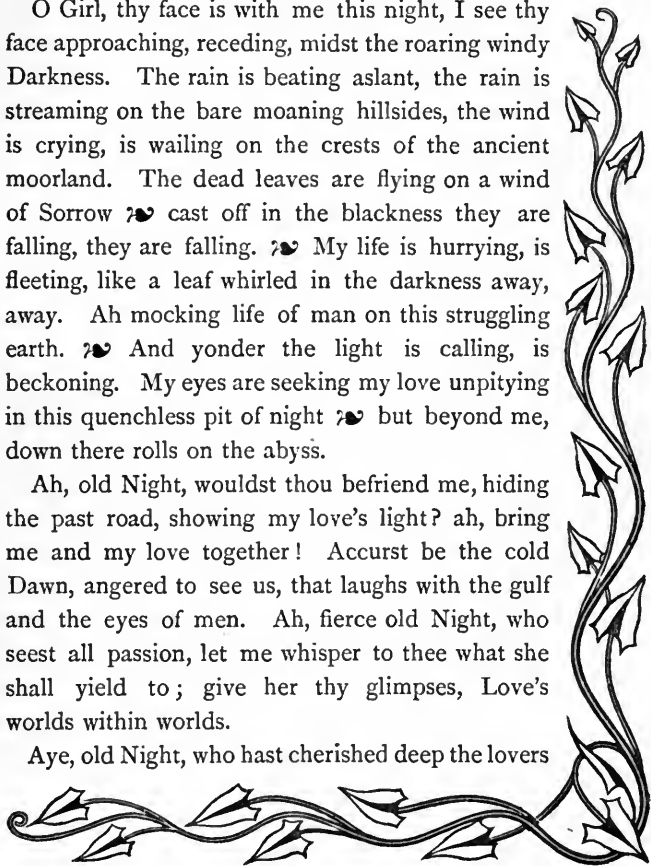 O Girl, thy face is with me this night, I see thy
face approaching, receding, midst the roaring windy
Darkness. The rain is beating aslant, the rain is
streaming on the bare moaning hillsides, the wind
is crying, is wailing on the crests of the ancient
moorland. The dead leaves are flying on a wind
of Sorrow ❧ cast off in the blackness they are
falling, they are falling. ❧ My life is hurrying, is
fleeting, like a leaf whirled in the darkness away,
away. Ah mocking life of man on this struggling
earth. ❧ And yonder the light is calling, is
beckoning. My eyes are seeking my love unpitying
in this quenchless pit of night ❧ but beyond me,
down there rolls on the abyss.
Ah, old Night, wouldst thou befriend me, hiding
the past road, showing my love's light? ah, bring
me and my love together! Accurst be the cold
Dawn, angered to see us, that laughs with the gulf
and the eyes of men. Ah, fierce old Night, who
seest all passion, let me whisper to thee what she
shall yield to; give her thy glimpses, Love's
worlds within worlds.
Aye, old Night, who hast cherished deep the lovers